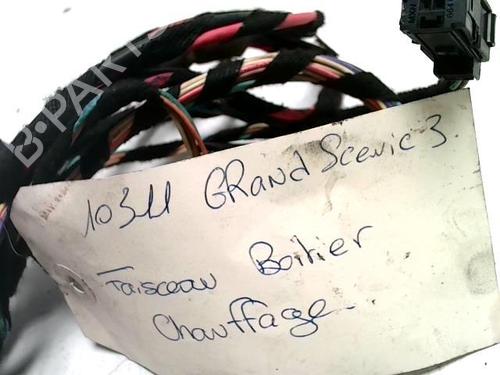 B-PARTS
10311 GRand Scenic 3.
Faisceau Boitier
Chauffage.